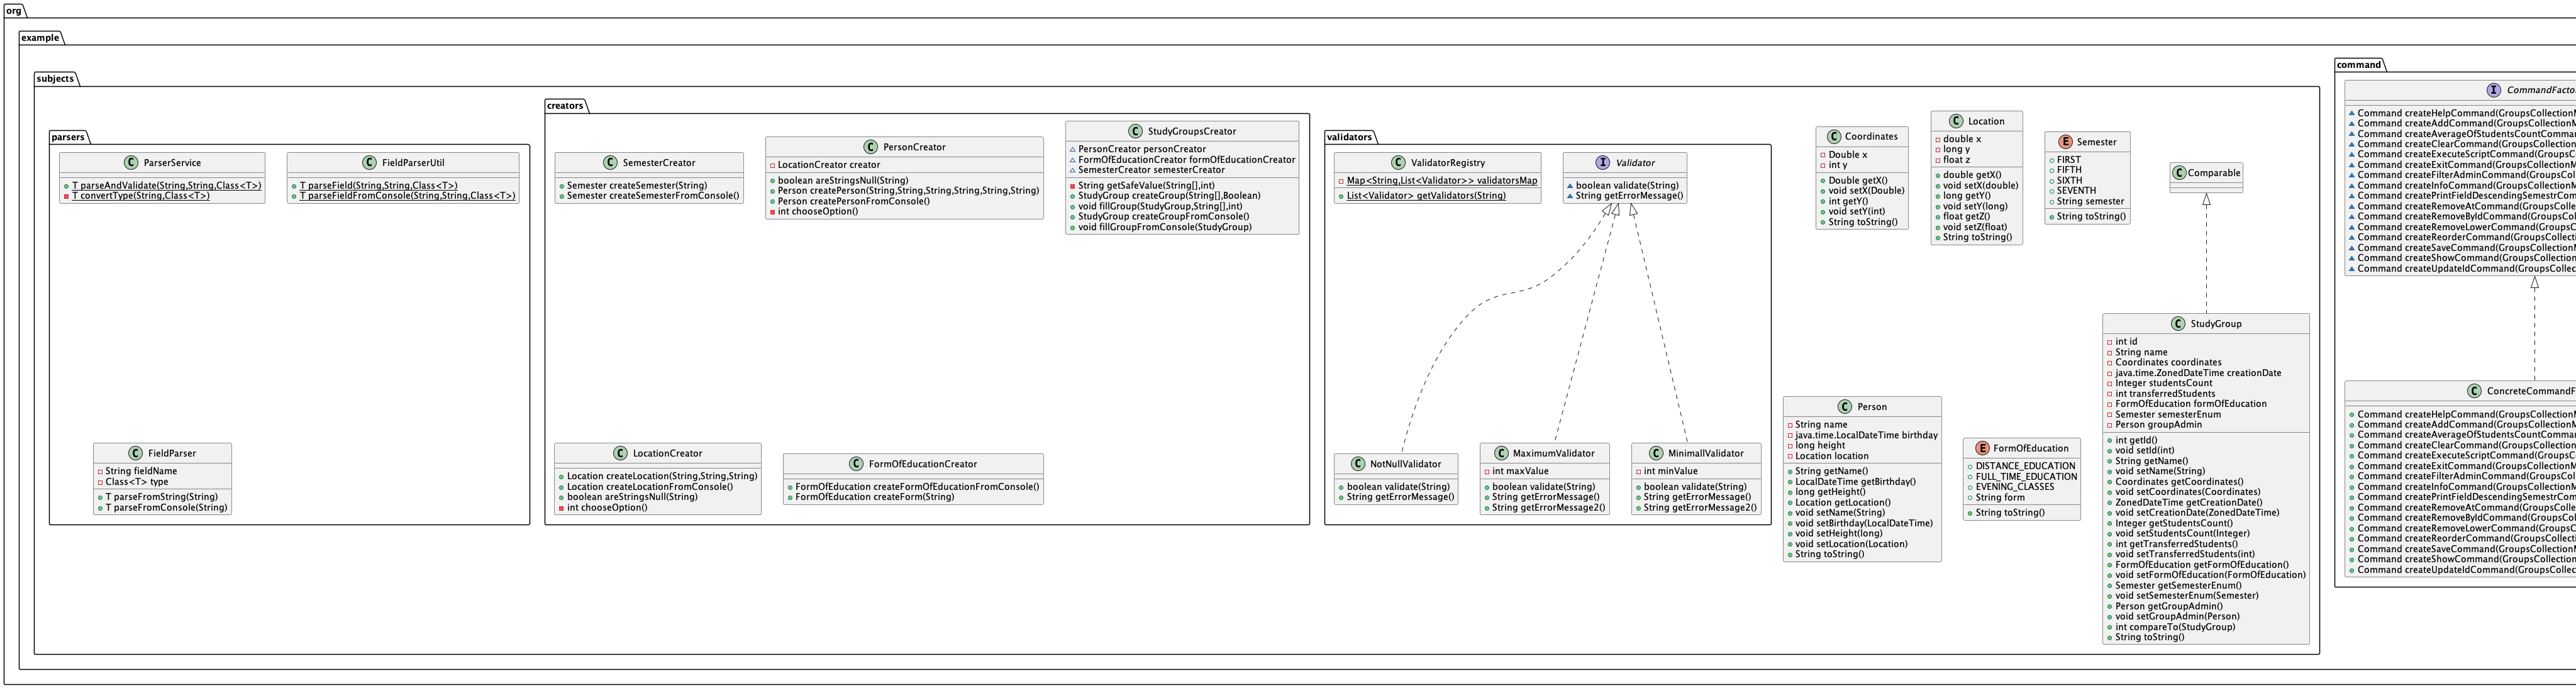 org
example
subjects
parsers
ParserService
T parseAndValidate(String,String,Class<T>)
T convertType(String,Class<T>)
FieldParserUtil
T parseField(String,String,Class<T>)
T parseFieldFromConsole(String,String,Class<T>)
FieldParser
String fieldName
Class<T> type
T parseFromString(String)
T parseFromConsole(String)
creators
SemesterCreator
Semester createSemester(String)
Semester createSemesterFromConsole()
PersonCreator
LocationCreator creator
boolean areStringsNull(String)
Person createPerson(String,String,String,String,String,String)
Person createPersonFromConsole()
int chooseOption()
StudyGroupsCreator
PersonCreator personCreator
FormOfEducationCreator formOfEducationCreator
SemesterCreator semesterCreator
String getSafeValue(String[],int)
StudyGroup createGroup(String[],Boolean)
void fillGroup(StudyGroup,String[],int)
StudyGroup createGroupFromConsole()
void fillGroupFromConsole(StudyGroup)
LocationCreator
Location createLocation(String,String,String)
Location createLocationFromConsole()
boolean areStringsNull(String)
int chooseOption()
FormOfEducationCreator
FormOfEducation createFormOfEducationFromConsole()
FormOfEducation createForm(String)
validators
ValidatorRegistry
Map<String,List<Validator>> validatorsMap
List<Validator> getValidators(String)
Validator
boolean validate(String)
String getErrorMessage()
NotNullValidator
boolean validate(String)
String getErrorMessage()
MaximumValidator
int maxValue
boolean validate(String)
String getErrorMessage()
String getErrorMessage2()
MinimallValidator
int minValue
boolean validate(String)
String getErrorMessage()
String getErrorMessage2()
Coordinates
Double x
int y
Double getX()
void setX(Double)
int getY()
void setY(int)
String toString()
Location
double x
long y
float z
double getX()
void setX(double)
long getY()
void setY(long)
float getZ()
void setZ(float)
String toString()
Semester
FIRST
FIFTH
SIXTH
SEVENTH
String semester
String toString()
Comparable
Person
String name
java.time.LocalDateTime birthday
long height
Location location
String getName()
LocalDateTime getBirthday()
long getHeight()
Location getLocation()
void setName(String)
void setBirthday(LocalDateTime)
void setHeight(long)
void setLocation(Location)
String toString()
FormOfEducation
DISTANCE_EDUCATION
FULL_TIME_EDUCATION
EVENING_CLASSES
String form
String toString()
StudyGroup
int id
String name
Coordinates coordinates
java.time.ZonedDateTime creationDate
Integer studentsCount
int transferredStudents
FormOfEducation formOfEducation
Semester semesterEnum
Person groupAdmin
int getId()
void setId(int)
String getName()
void setName(String)
Coordinates getCoordinates()
void setCoordinates(Coordinates)
ZonedDateTime getCreationDate()
void setCreationDate(ZonedDateTime)
Integer getStudentsCount()
void setStudentsCount(Integer)
int getTransferredStudents()
void setTransferredStudents(int)
FormOfEducation getFormOfEducation()
void setFormOfEducation(FormOfEducation)
Semester getSemesterEnum()
void setSemesterEnum(Semester)
Person getGroupAdmin()
void setGroupAdmin(Person)
int compareTo(StudyGroup)
String toString()
command
CommandFacto
Command createHelpCommand(GroupsCollectionM
Command createAddCommand(GroupsCollectionM
Command createAverageOfStudentsCountComma
Command createClearCommand(GroupsCollection
Command createExecuteScriptCommand(GroupsC
Command createExitCommand(GroupsCollectionM
Command createFilterAdminCommand(GroupsCol
Command createInfoCommand(GroupsCollectionM
Command createPrintFieldDescendingSemestrCom
Command createRemoveAtCommand(GroupsColle
Command createRemoveByIdCommand(GroupsCol
Command createRemoveLowerCommand(GroupsC
Command createReorderCommand(GroupsCollecti
Command createSaveCommand(GroupsCollectionM
Command createShowCommand(GroupsCollection
Command createUpdateIdCommand(GroupsCollec
ConcreteCommandF
Command createHelpCommand(GroupsCollectionM
Command createAddCommand(GroupsCollectionM
Command createAverageOfStudentsCountComma
Command createClearCommand(GroupsCollection
Command createExecuteScriptCommand(GroupsC
Command createExitCommand(GroupsCollectionM
Command createFilterAdminCommand(GroupsCol
Command createInfoCommand(GroupsCollectionM
Command createPrintFieldDescendingSemestrCom
Command createRemoveAtCommand(GroupsColle
Command createRemoveByIdCommand(GroupsCol
Command createRemoveLowerCommand(GroupsC
Command createReorderCommand(GroupsCollecti
Command createSaveCommand(GroupsCollectionM
Command createShowCommand(GroupsCollection
Command createUpdateIdCommand(GroupsCollec